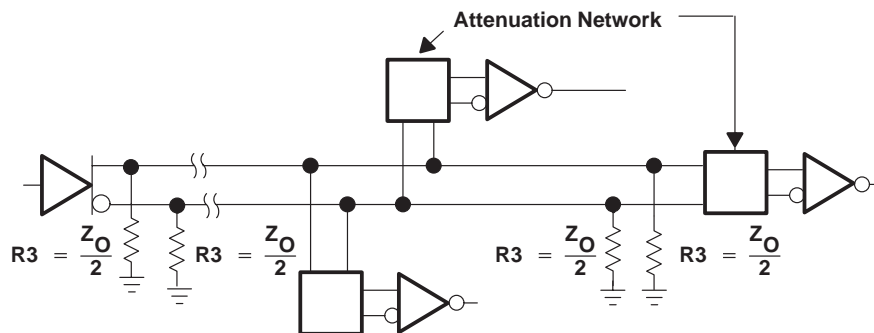 Attenuation Network
R3 = Z_O/2
R3 = Z_O/2
R3 = Z_O/2
R3 = Z_O/2